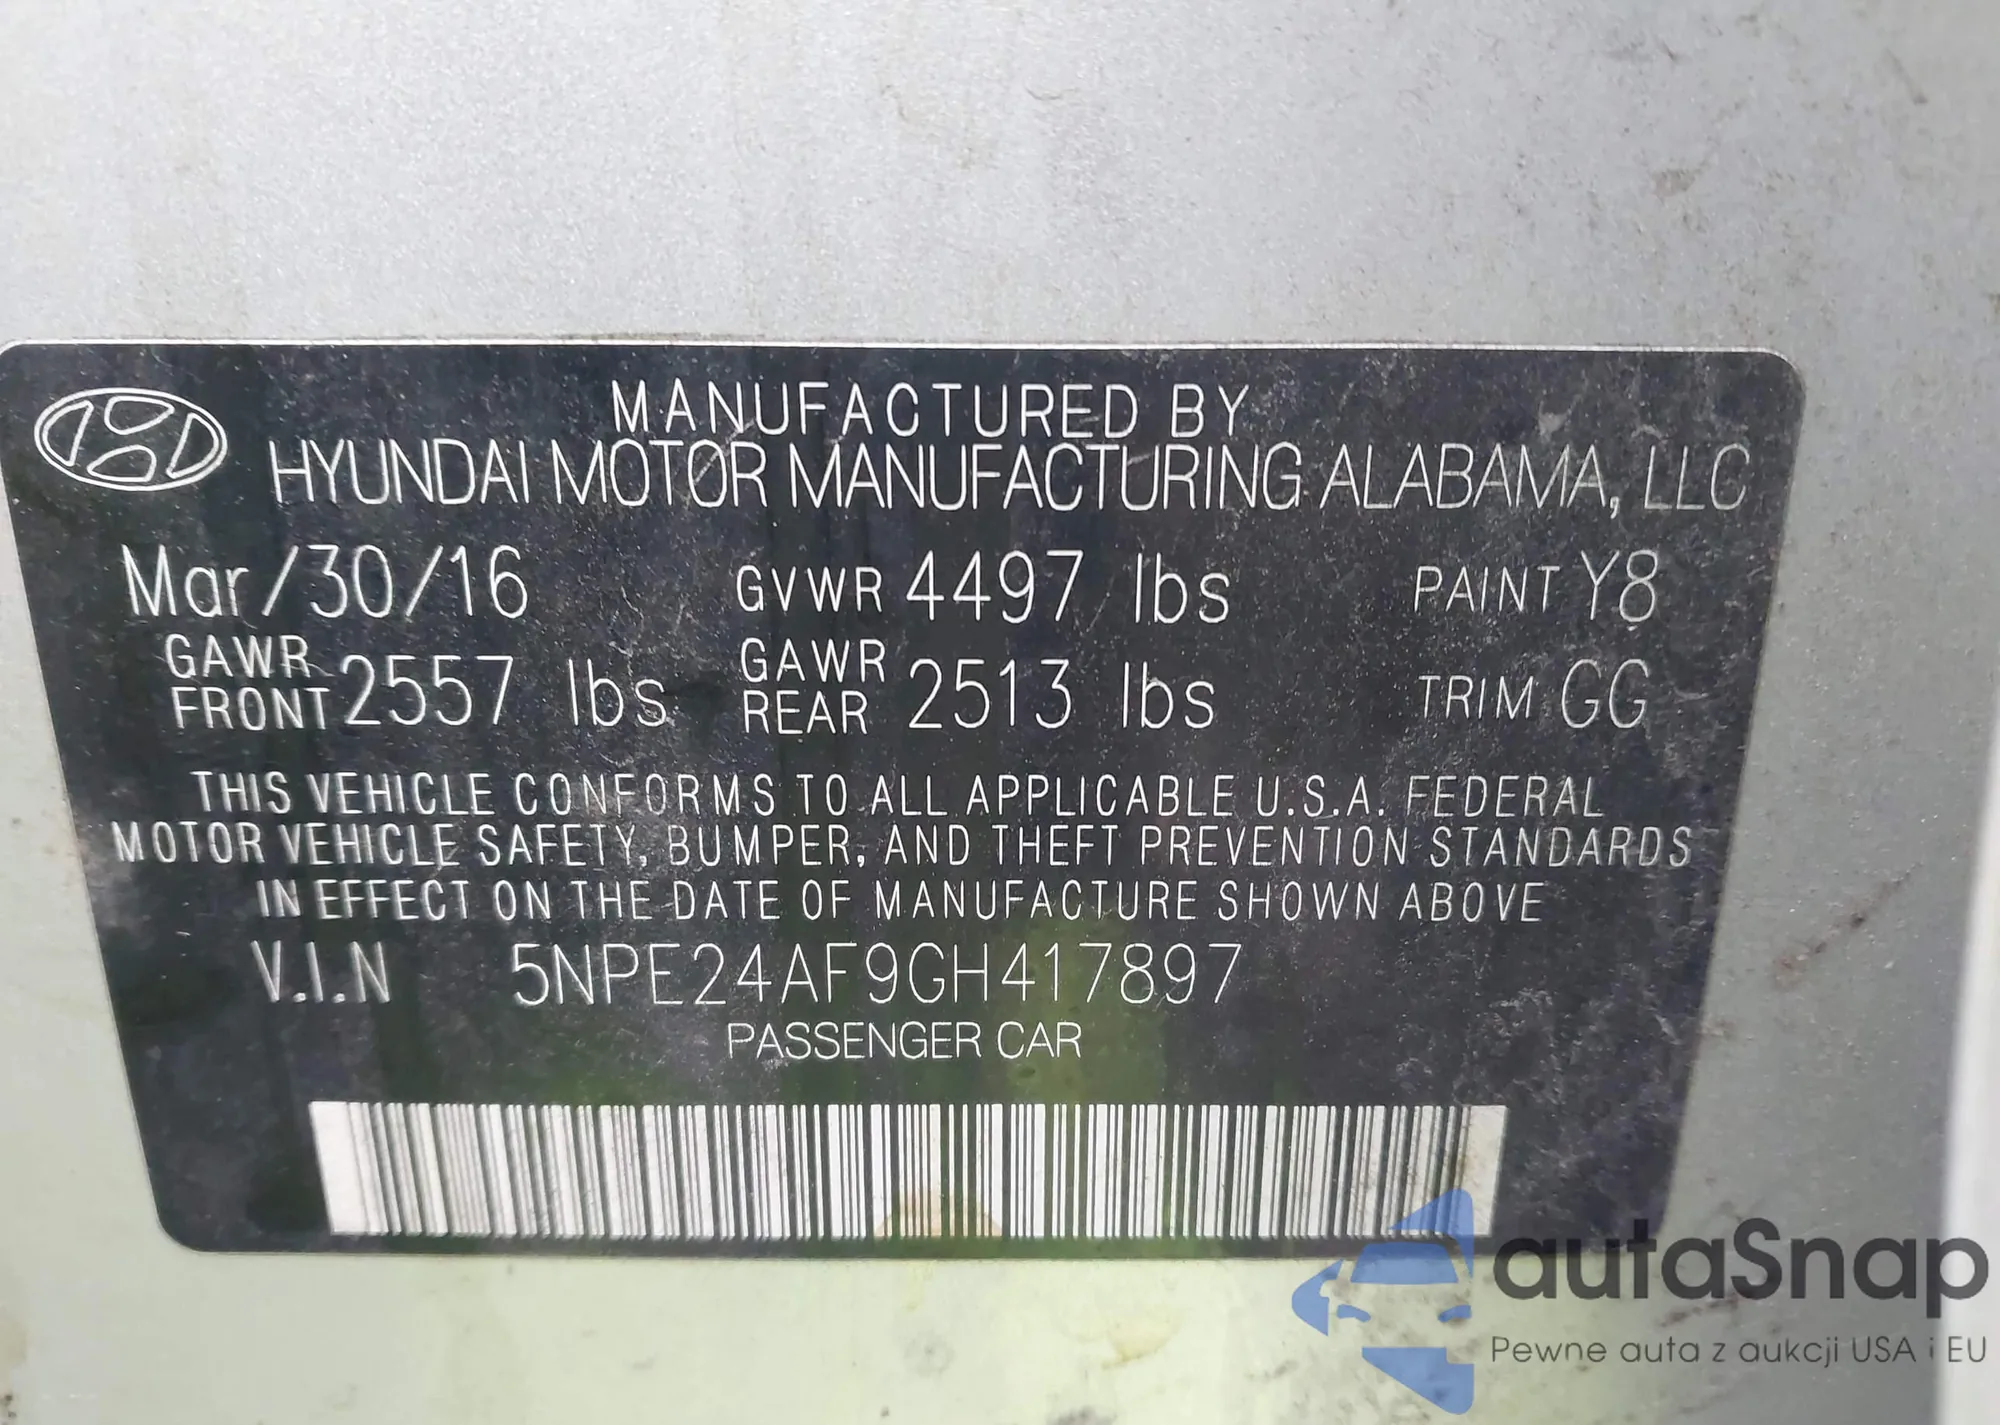 MANUFACTURED BY
HYUNDAI MOTOR MANUFACTURING ALABAMA, LLC
Mar/30/16 GVWR 4497 lbs PAINT Y8
GAWR FRONT 2557 lbs GAWR REAR 2513 lbs TRIM GG
THIS VEHICLE CONFORMS TO ALL APPLICABLE U.S.A. FEDERAL
MOTOR VEHICLE SAFETY, BUMPER, AND THEFT PREVENTION STANDARDS
IN EFFECT ON THE DATE OF MANUFACTURE SHOWN ABOVE
V.I.N 5NPE24AF9GH417897
PASSENGER CAR
autaSnap
Pewne auta z aukcji USA i EU